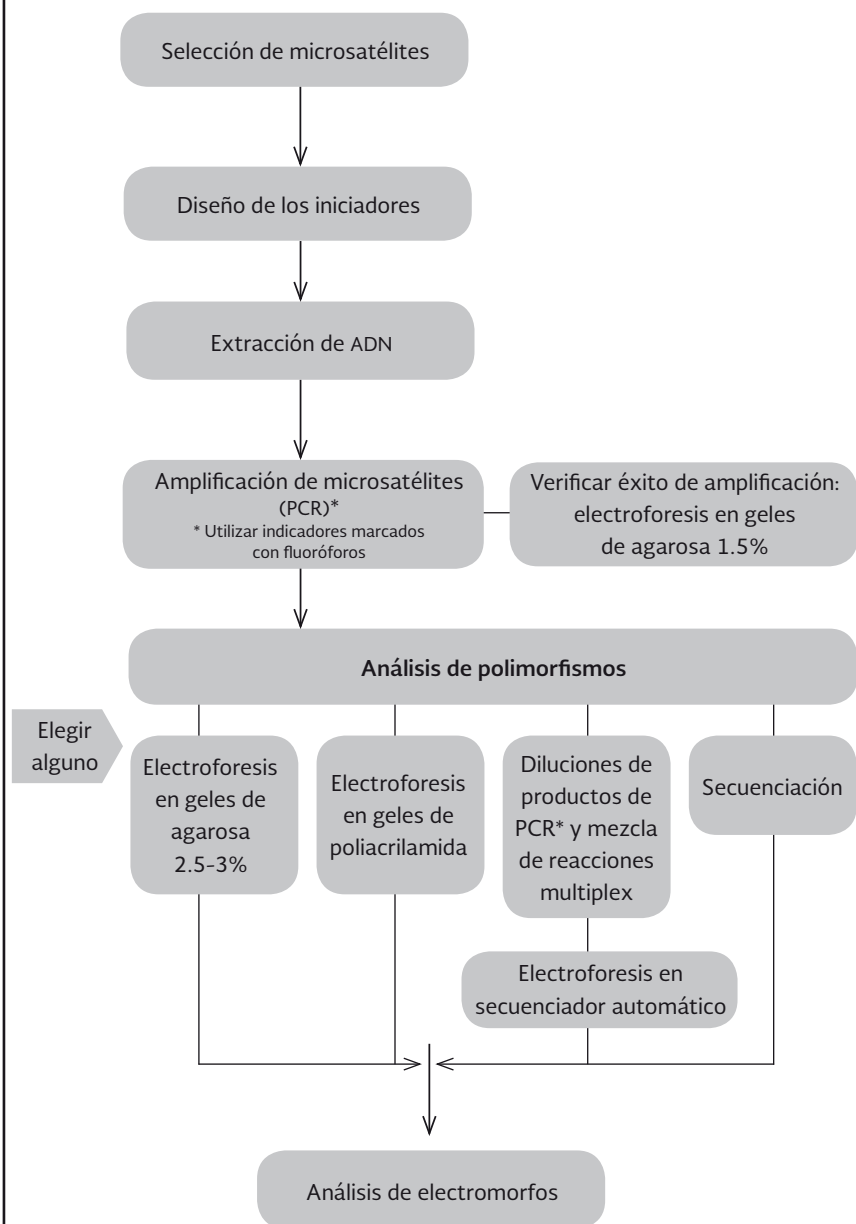 Selección de microsatélites
Diseño de los iniciadores
Extracción de ADN
Amplificación de microsatélites
(PCR)*
* Utilizar indicadores marcados
con fluoróforos
Verificar éxito de amplificación:
electroforesis en geles
de agarosa 1.5%
Análisis de polimorfismos
Elegir
alguno
Electroforesis
en geles de
agarosa
2.5-3%
Electroforesis
en geles de
poliacrilamida
Diluciones de
productos de
PCR* y mezcla
de reacciones
multiplex
Secuenciación
Electroforesis en
secuenciador automático
Análisis de electromorfos